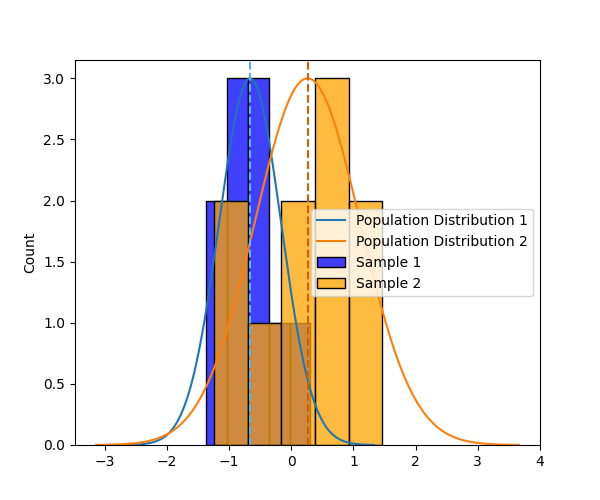 3.0
2.5
2.0
1.5
1.0
0.5
0.0
Count
Population Distribution 1
Population Distribution 2
Sample 1
Sample 2
−3 −2 −1 0 1 2 3 4